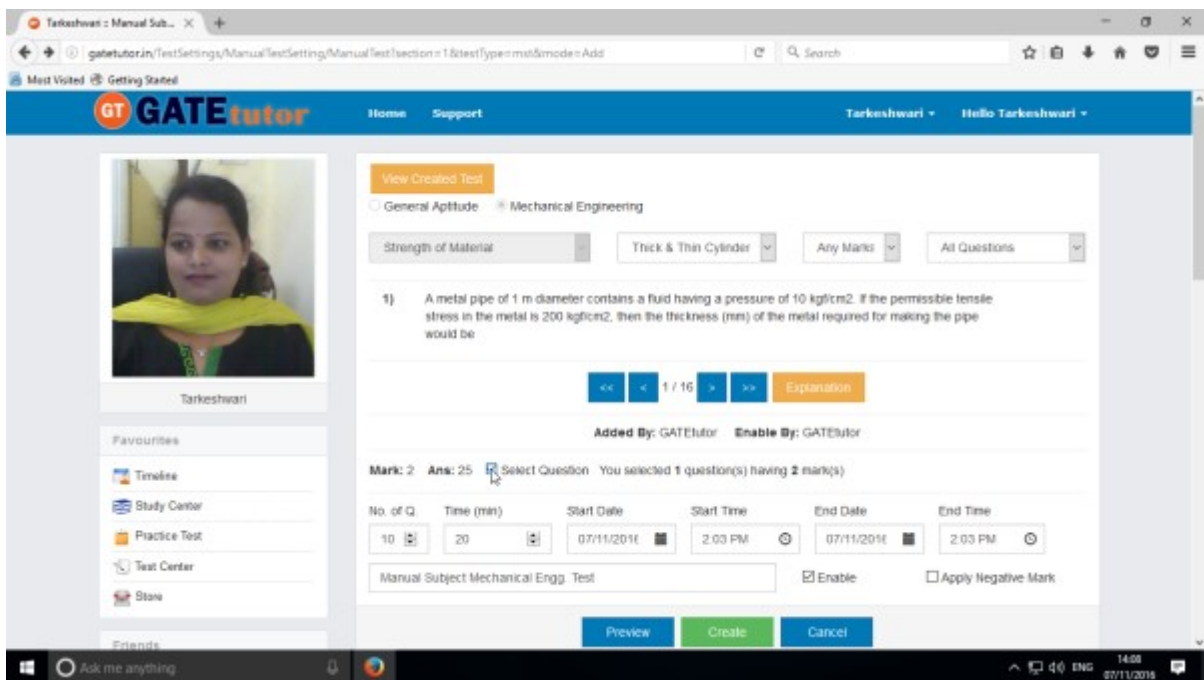 Tarkeshwari :: Manual Sub...
gatetutor.in/TestSettings/ManualTestSetting/ManualTest?section=1&testType=mst&mode=Add
Search
Most Visited Getting Started
GT GATEtutor Home Support Tarkeshwari Hello Tarkeshwari
View Created Test
General Aptitude Mechanical Engineering
Strength of Material Thick & Thin Cylinder Any Marks All Questions
1) A metal pipe of 1 m diameter contains a fluid having a pressure of 10 kgf/cm2. If the permissible tensile
stress in the metal is 200 kgf/cm2, then the thickness (mm) of the metal required for making the pipe
would be
<< < 1 / 16 > >> Explanation
Added By: GATEtutor Enable By: GATEtutor
Mark: 2 Ans: 25 Select Question You selected 1 question(s) having 2 mark(s)
No. of Q. Time (min) Start Date Start Time End Date End Time
10 20 07/11/201 2:03 PM 07/11/201 2:03 PM
Manual Subject Mechanical Engg. Test Enable Apply Negative Mark
Preview Create Cancel
Tarkeshwari
Favourites
Timeline
Study Center
Practice Test
Test Center
Store
Friends
Ask me anything ENG 14:08
07/11/2016